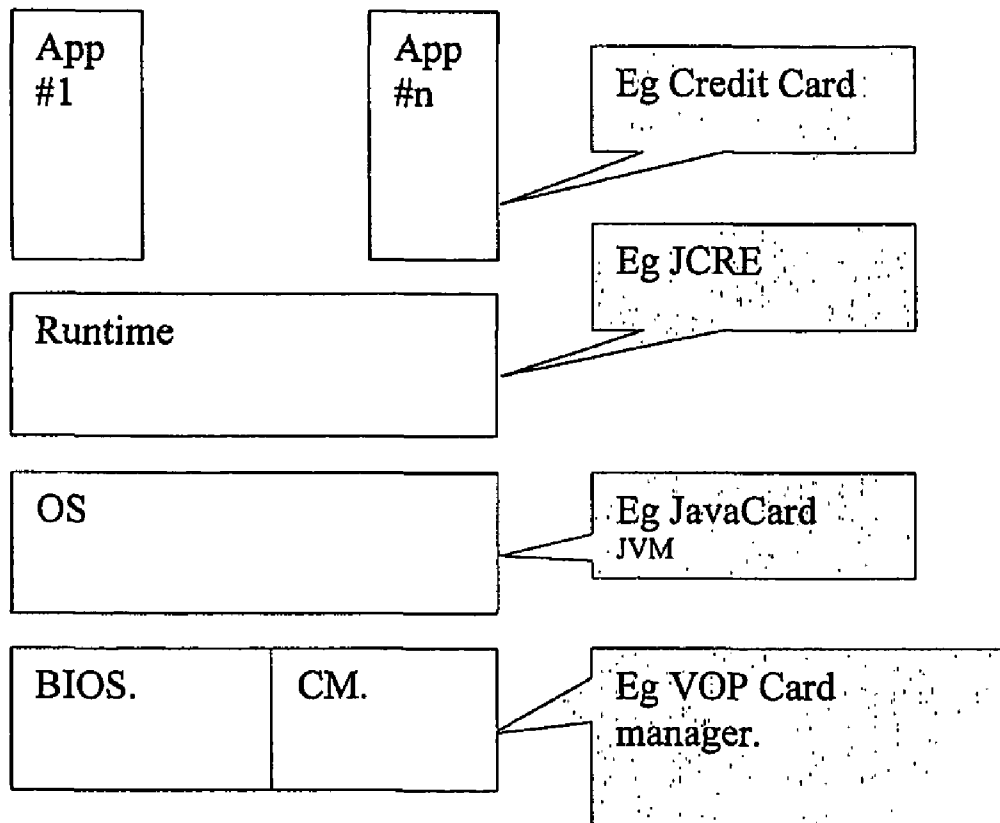 App
#1
App
#n
Eg Credit Card
Eg JCRE
Runtime
OS
Eg JavaCard
JVM
BIOS.
CM.
Eg VOP Card
manager.